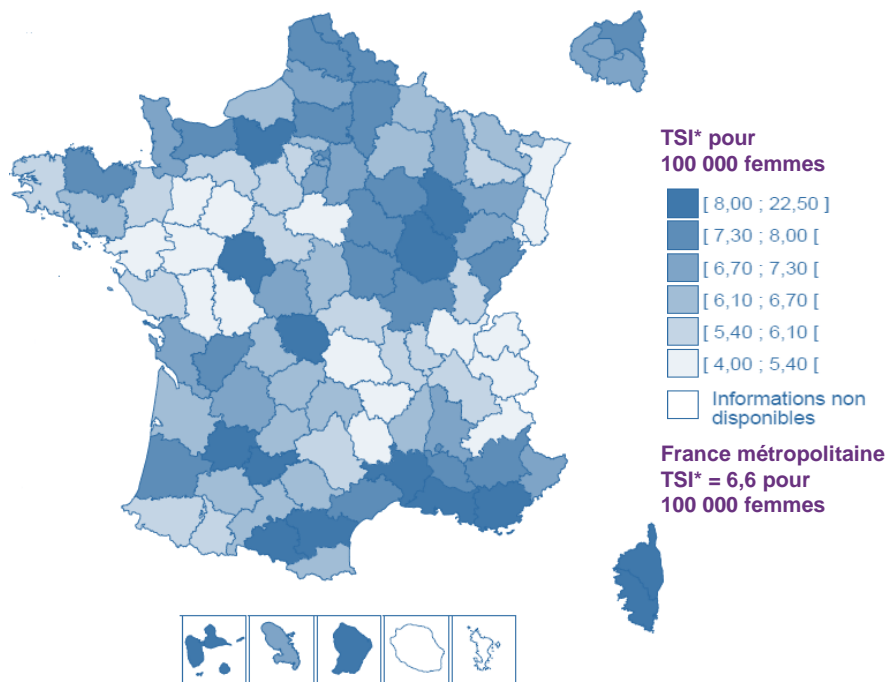 TSI* pour
100 000 femmes
[ 8,00 ; 22,50 ]
[ 7,30 ; 8,00 [
[ 6,70 ; 7,30 [
[ 6,10 ; 6,70 [
[ 5,40 ; 6,10 [
[ 4,00 ; 5,40 [
Informations non
disponibles
France métropolitaine
TSI* = 6,6 pour
100 000 femmes